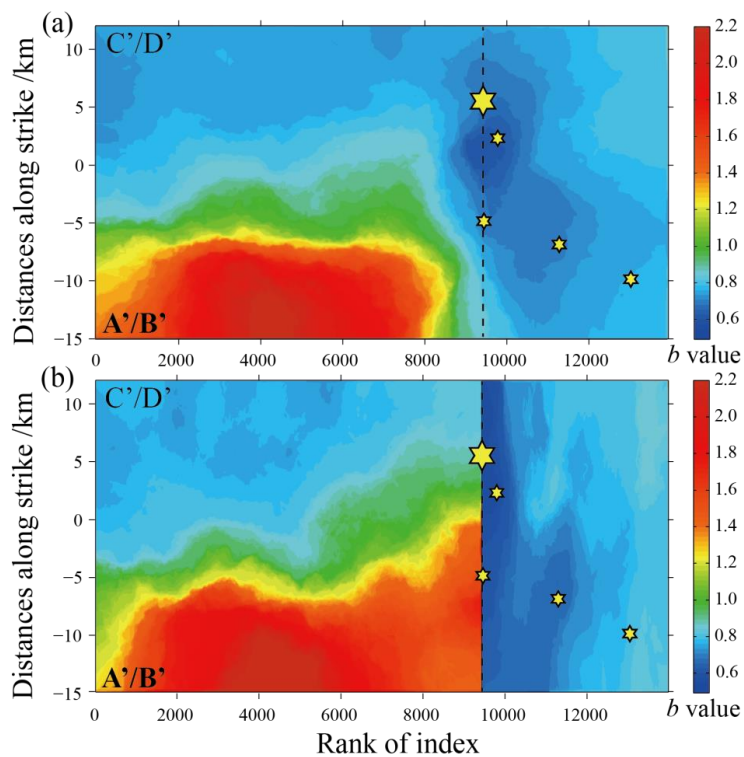 (a)
C’/D’
Distances along strike /km
10
5
0
−5
−10
−15
A’/B’
0 2000 4000 6000 8000 10000 12000
2.2
2.0
1.8
1.6
1.4
1.2
1.0
0.8
0.6
b value
(b)
C’/D’
Distances along strike /km
10
5
0
−5
−10
−15
A’/B’
0 2000 4000 6000 8000 10000 12000
Rank of index
2.2
2.0
1.8
1.6
1.4
1.2
1.0
0.8
0.6
b value